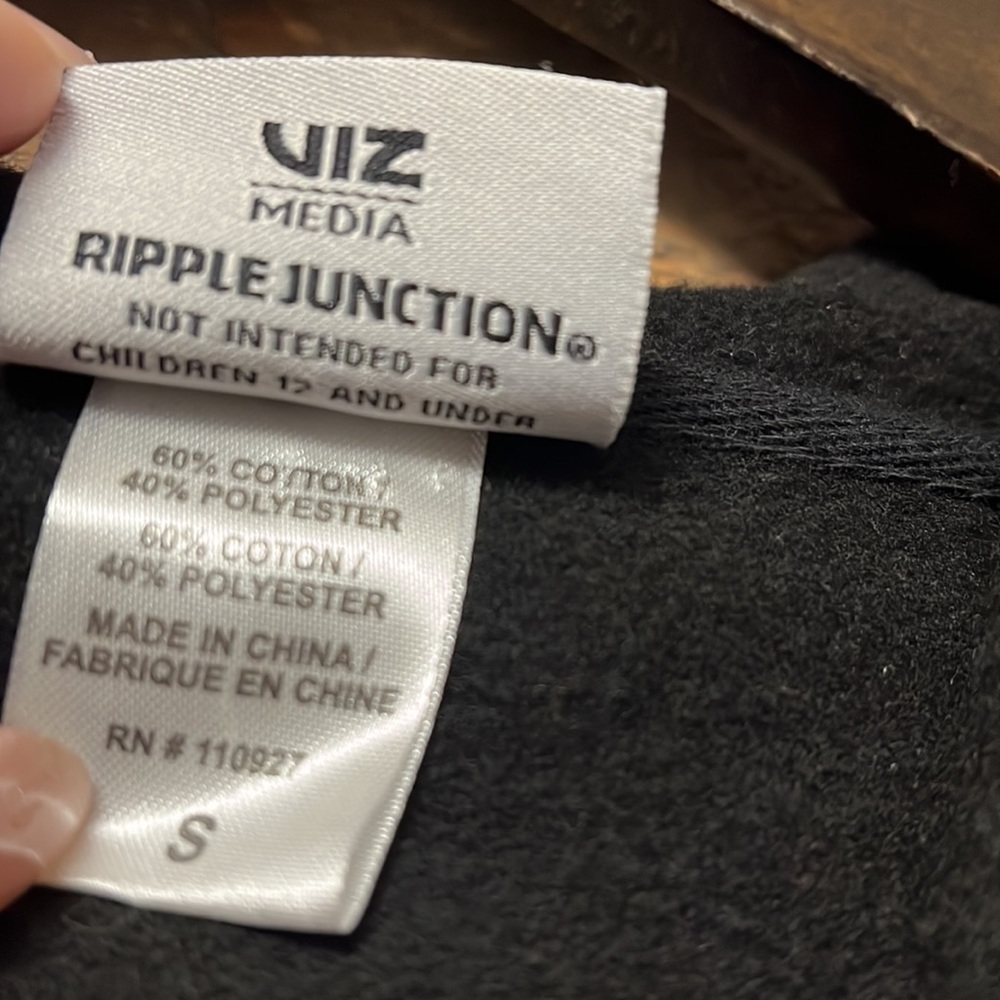 VIZ
MEDIA
RIPPLE JUNCTION®
NOT INTENDED FOR
CHILDREN 12 AND UNDER
60% COTTON /
40% POLYESTER
60% COTON /
40% POLYESTER
MADE IN CHINA /
FABRIQUE EN CHINE
RN # 110927
S